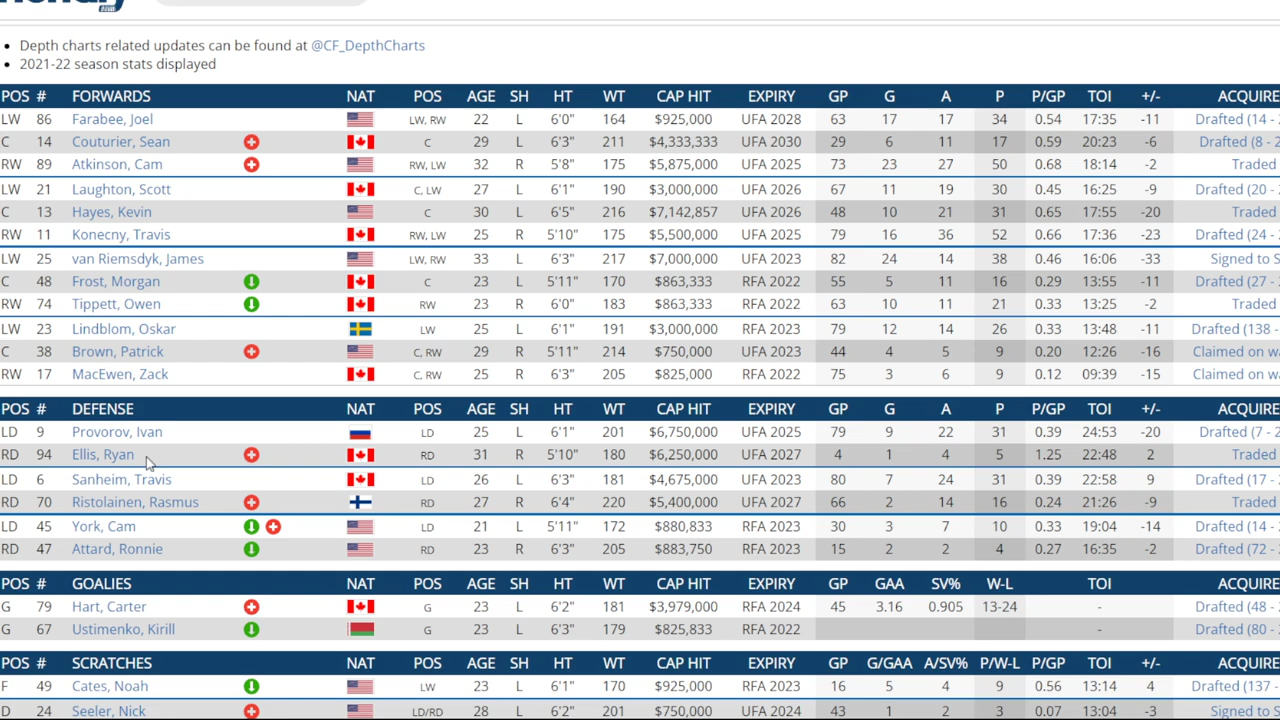 Depth charts related updates can be found at @CF_DepthCharts
2021-22 season stats displayed
POS # FORWARDS NAT POS AGE SH HT WT CAP HIT EXPIRY GP G A P P/GP TOI +/- ACQUIRE
LW 86 Farabee, Joel LW, RW 22 L 6'0" 164 $925,000 UFA 2028 63 17 17 34 0.54 17:35 -11 Drafted (14 -
C 14 Couturier, Sean C 29 L 6'3" 211 $4,333,333 UFA 2030 29 6 11 17 0.59 20:23 -6 Drafted (8 - 2
RW 89 Atkinson, Cam RW, LW 32 R 5'8" 175 $5,875,000 UFA 2025 73 23 27 50 0.68 18:14 2 Traded
LW 21 Laughton, Scott C, LW 27 L 6'1" 190 $3,000,000 UFA 2026 67 11 19 30 0.45 16:25 -9 Drafted (20 -
C 13 Hayes, Kevin C 30 L 6'5" 216 $7,142,857 UFA 2026 48 10 21 31 0.65 17:55 -20 Traded
RW 11 Konecny, Travis RW, LW 25 R 5'10" 175 $5,500,000 UFA 2025 79 16 36 52 0.66 17:36 -23 Drafted (24 -
LW 25 van Riemsdyk, James LW, RW 33 L 6'3" 217 $7,000,000 UFA 2023 82 24 14 38 0.46 16:06 -33 Signed to S
C 48 Frost, Morgan C 23 L 5'11" 170 $863,333 RFA 2022 55 5 11 16 0.29 13:55 -11 Drafted (27 -
RW 74 Tippett, Owen RW 23 R 6'0" 183 $863,333 RFA 2022 63 10 11 21 0.33 13:25 -2 Traded
LW 23 Lindblom, Oskar LW 25 L 6'1" 191 $3,000,000 RFA 2023 79 12 14 26 0.33 13:48 -11 Drafted (138 -
C 38 Brown, Patrick C, RW 29 R 5'11" 214 $750,000 UFA 2023 44 4 5 9 0.20 12:26 -16 Claimed on wa
RW 17 MacEwen, Zack C, RW 25 R 6'3" 205 $825,000 RFA 2022 75 3 6 9 0.12 09:39 -15 Claimed on wa
POS # DEFENSE NAT POS AGE SH HT WT CAP HIT EXPIRY GP G A P P/GP TOI +/- ACQUIRE
LD 9 Provorov, Ivan LD 25 L 6'1" 201 $6,750,000 UFA 2025 79 9 22 31 0.39 24:53 -20 Drafted (7 - 2
RD 94 Ellis, Ryan RD 31 R 5'10" 180 $6,250,000 UFA 2027 4 1 4 5 1.25 22:48 2 Traded
LD 6 Sanheim, Travis LD 26 L 6'3" 181 $4,675,000 UFA 2023 80 7 24 31 0.39 22:58 9 Drafted (17 -
RD 70 Ristolainen, Rasmus RD 27 R 6'4" 220 $5,400,000 UFA 2027 66 2 14 16 0.24 21:26 -9 Traded
LD 45 York, Cam LD 21 L 5'11" 172 $880,833 RFA 2023 30 3 7 10 0.33 19:04 -14 Drafted (14 -
RD 47 Attard, Ronnie RD 23 R 6'3" 205 $883,750 RFA 2023 15 2 2 4 0.27 16:35 -2 Drafted (72 -
POS # GOALIES NAT POS AGE SH HT WT CAP HIT EXPIRY GP GAA SV% W-L TOI ACQUIRE
G 79 Hart, Carter G 23 L 6'2" 181 $3,979,000 RFA 2024 45 3.16 0.905 13-24 - Drafted (48 -
G 67 Ustimenko, Kirill G 23 L 6'3" 179 $825,833 RFA 2022 - Drafted (80 -
POS # SCRATCHES NAT POS AGE SH HT WT CAP HIT EXPIRY GP G/GAA A/SV% P/W-L P/GP TOI +/- ACQUIRE
F 49 Cates, Noah LW 23 L 6'1" 170 $925,000 RFA 2023 16 5 4 9 0.56 13:14 4 Drafted (137 -
D 24 Seeler, Nick LD/RD 28 L 6'2" 201 $750,000 UFA 2024 43 1 2 3 0.07 13:04 -3 Signed to S